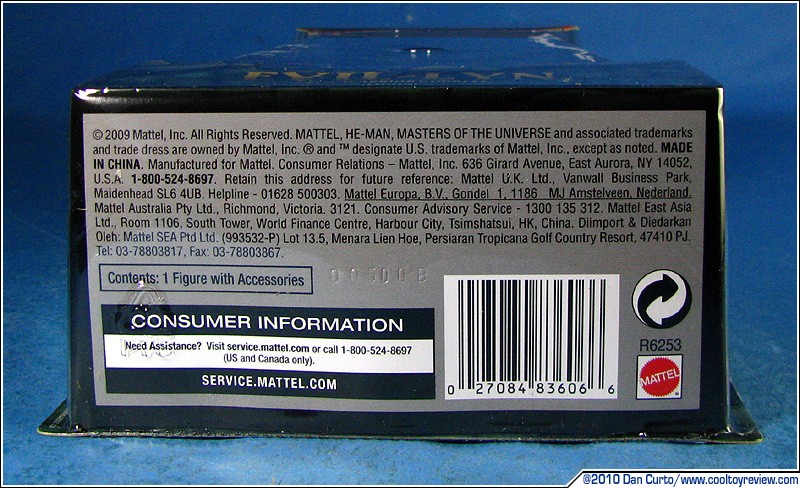 EVIL-LYN
© 2009 Mattel, Inc. All Rights Reserved. MATTEL, HE-MAN, MASTERS OF THE UNIVERSE and associated trademarks
and trade dress are owned by Mattel, Inc. ® and ™ designate U.S. trademarks of Mattel, Inc., except as noted. MADE
IN CHINA. Manufactured for Mattel. Consumer Relations – Mattel, Inc. 636 Girard Avenue, East Aurora, NY 14052,
U.S.A. 1-800-524-8697. Retain this address for future reference: Mattel U.K. Ltd., Vanwall Business Park,
Maidenhead SL6 4UB. Helpline - 01628 500303. Mattel Europa, B.V., Gondel 1, 1186 MJ Amstelveen, Nederland.
Mattel Australia Pty Ltd., Richmond, Victoria. 3121. Consumer Advisory Service - 1300 135 312. Mattel East Asia
Ltd., Room 1106, South Tower, World Finance Centre, Harbour City, Tsimshatsui, HK, China. Diimport & Diedarkan
Oleh: Mattel SEA Ptd Ltd. (993532-P) Lot 13.5, Menara Lien Hoe, Persiaran Tropicana Golf Country Resort, 47410 PJ.
Tel: 03-78803817, Fax: 03-78803867.
Contents: 1 Figure with Accessories
CONSUMER INFORMATION
Need Assistance? Visit service.mattel.com or call 1-800-524-8697
(US and Canada only).
SERVICE.MATTEL.COM
0 27084 83606 6
R6253
MATTEL
©2010 Dan Curto/www.cooltoyreview.com